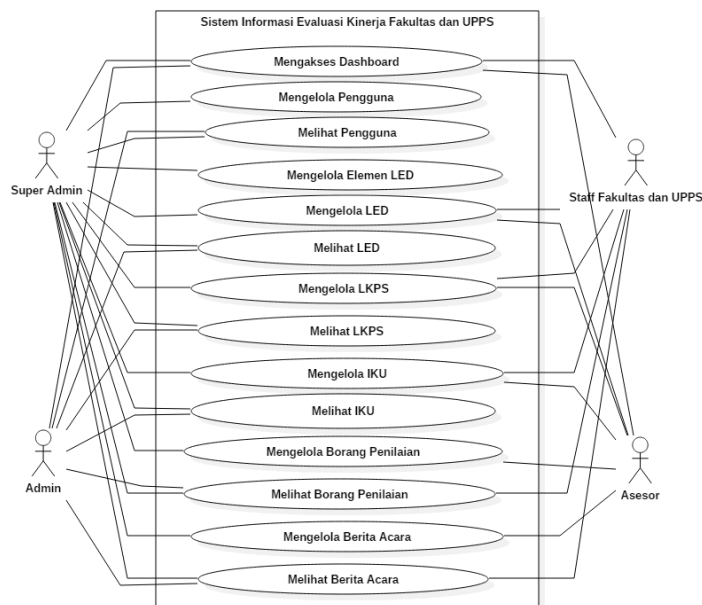 Sistem Informasi Evaluasi Kinerja Fakultas dan UPPS
Mengakses Dashboard
Mengelola Pengguna
Melihat Pengguna
Super Admin
Staff Fakultas dan UPPS
Mengelola Elemen LED
Mengelola LED
Melihat LED
Mengelola LKPS
Melihat LKPS
Mengelola IKU
Melihat IKU
Mengelola Borang Penilaian
Admin
Asesor
Melihat Borang Penilaian
Mengelola Berita Acara
Melihat Berita Acara